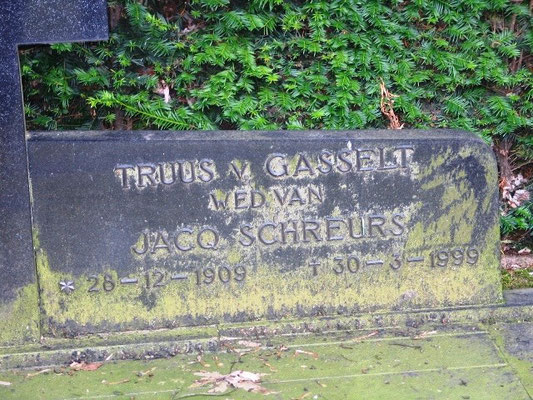 TRUUS v. GASSELT
WED VAN
JACQ SCHREURS
* 28-12-1909 † 30-3-1999